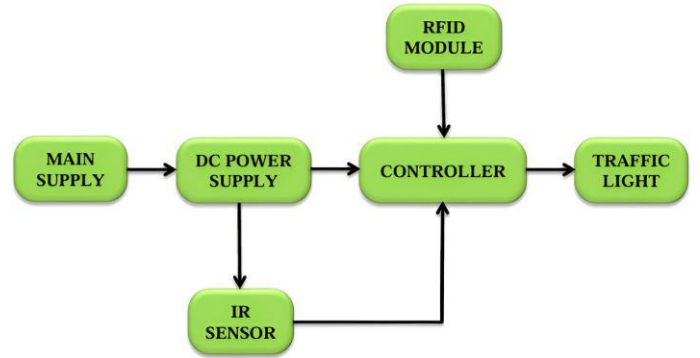 RFID
MODULE
MAIN
SUPPLY
DC POWER
SUPPLY
CONTROLLER
TRAFFIC
LIGHT
IR
SENSOR